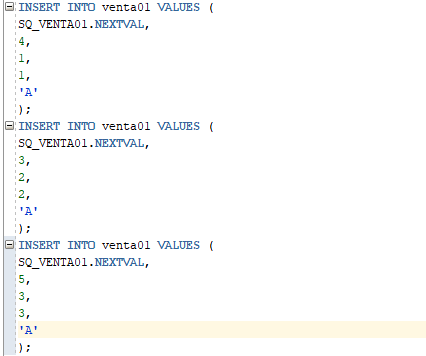 INSERT INTO venta01 VALUES (
SQ_VENTA01.NEXTVAL,
4,
1,
1,
'A'
);
INSERT INTO venta01 VALUES (
SQ_VENTA01.NEXTVAL,
3,
2,
2,
'A'
);
INSERT INTO venta01 VALUES (
SQ_VENTA01.NEXTVAL,
5,
3,
3,
'A'
);